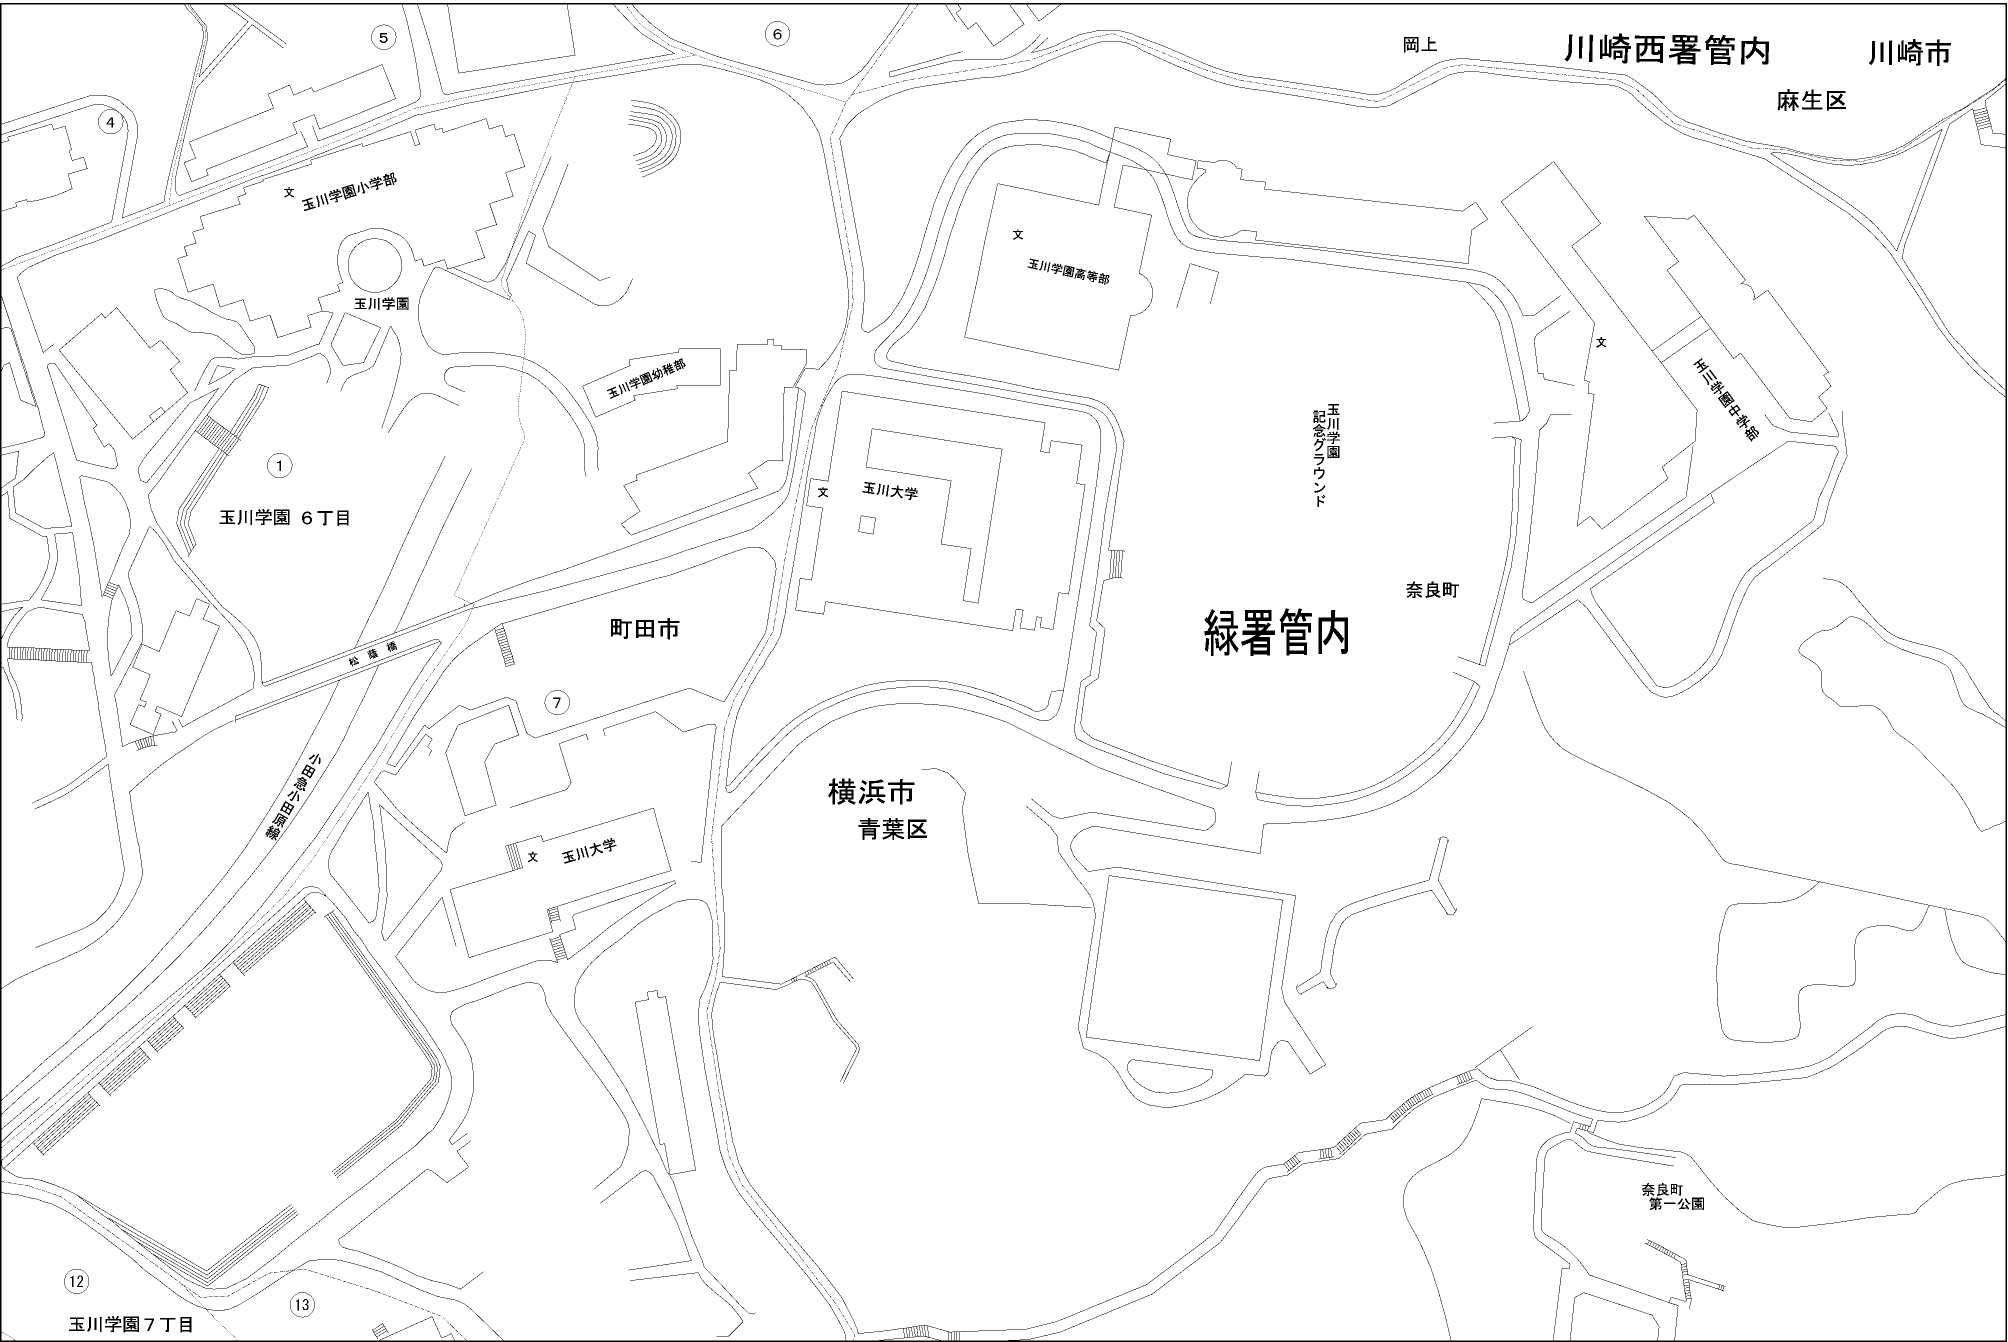 ⑤
⑥
岡上
川崎西署管内
川崎市
麻生区
④
文
玉川学園小学部
文
玉川学園高等部
玉川学園
文
玉川学園幼稚部
玉川学園中学部
玉川学園
記念グラウンド
①
文
玉川大学
玉川学園 6丁目
奈良町
緑署管内
町田市
松蔭橋
⑦
小田急小田原線
横浜市
青葉区
文
玉川大学
奈良町
第一公園
⑫
⑬
玉川学園7丁目